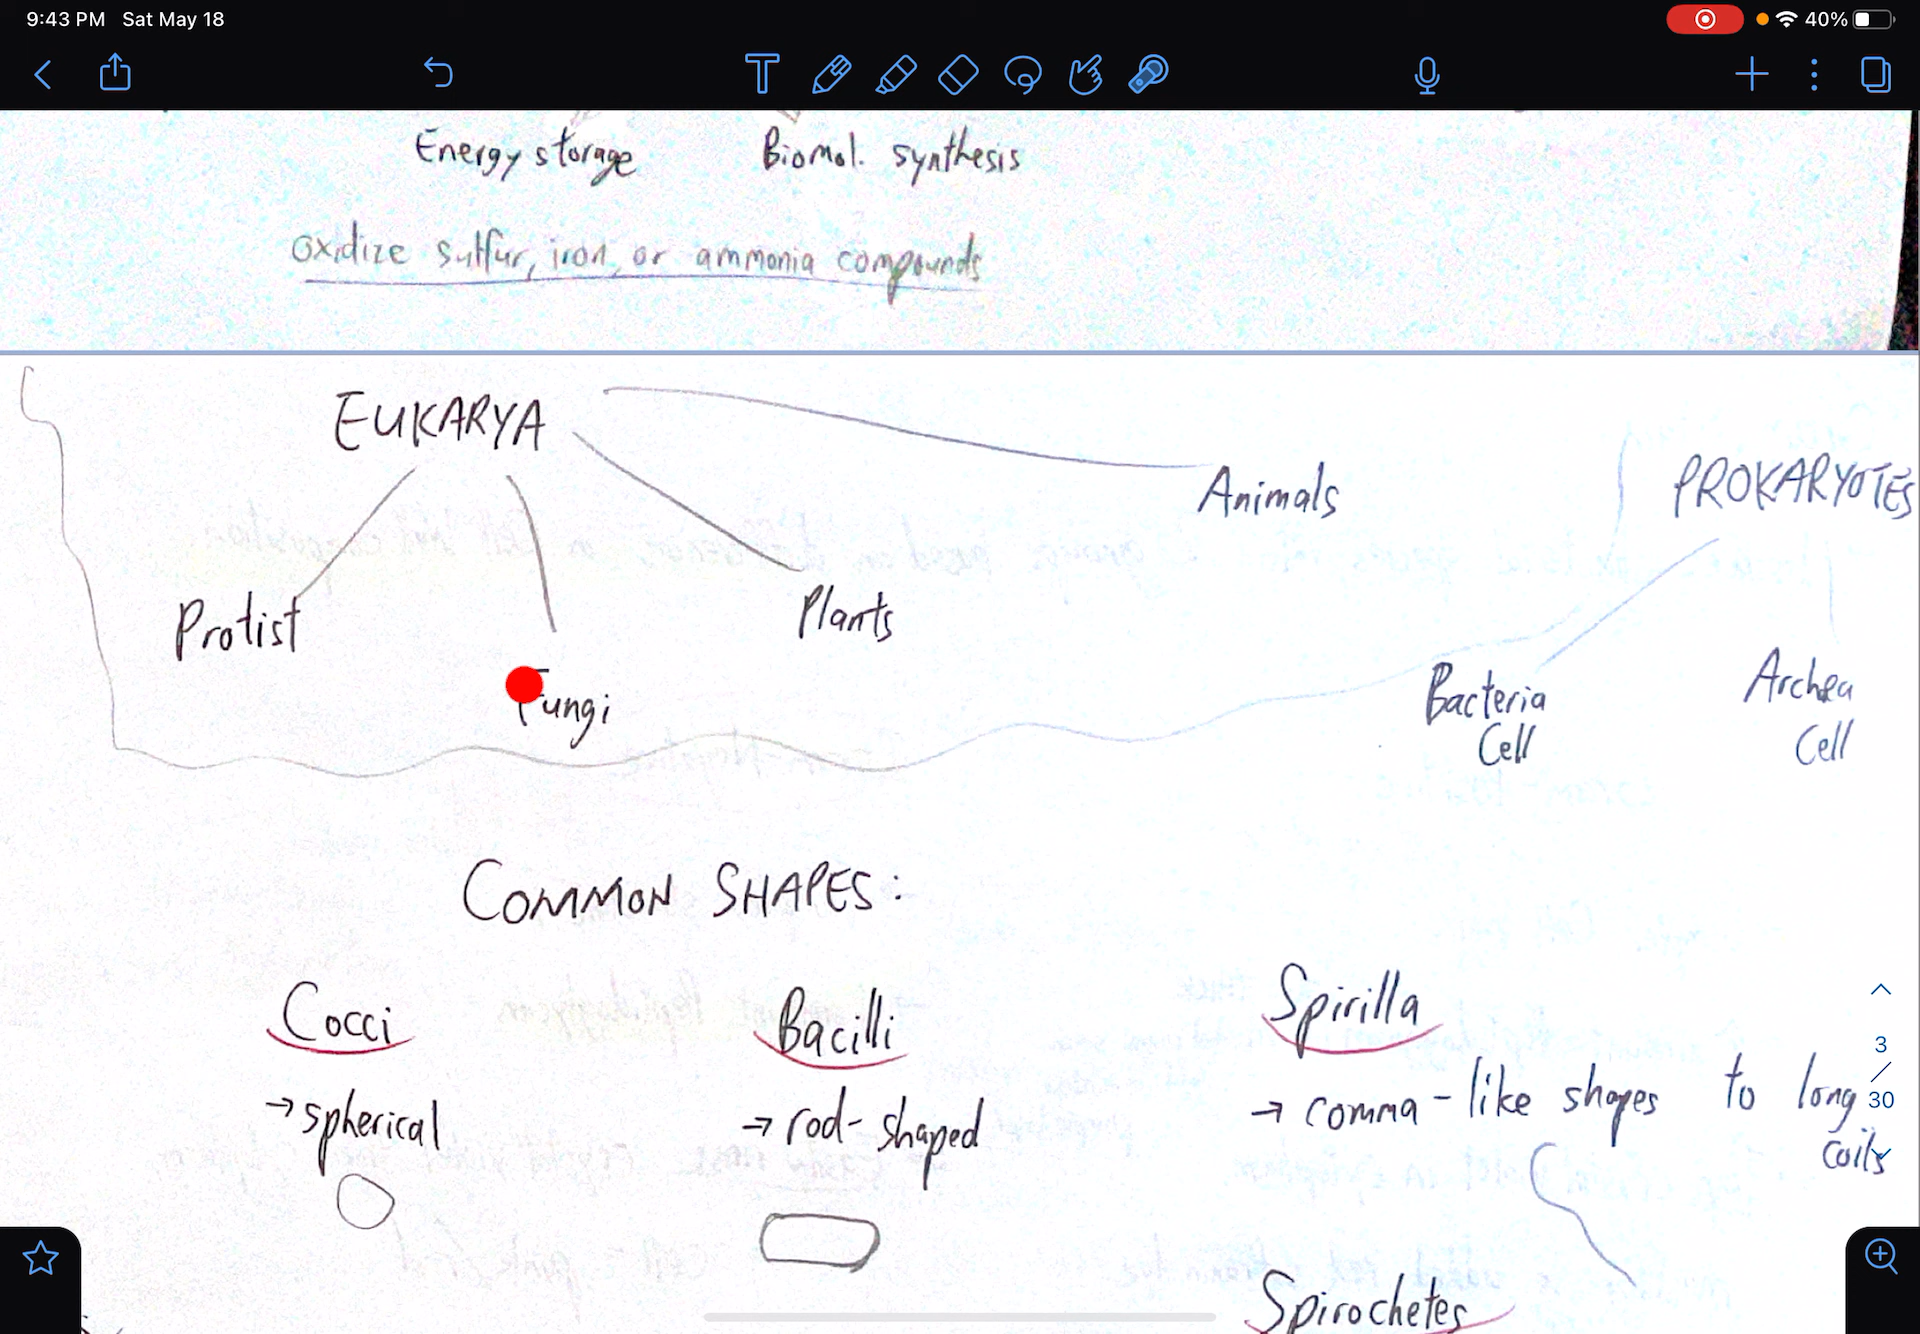 9:43 PM Sat May 18
40%
Energy storage
Biomol. synthesis
oxidize sulfur, iron, or ammonia compounds
EUKARYA
Animals
PROKARYOTES
Protist
Plants
Fungi
Bacteria
Cell
Archea
Cell
COMMON SHAPES:
Cocci
→ spherical
Bacilli
→ rod-shaped
Spirilla
→ comma-like shapes to long
coils
Spirochetes
3
/
30